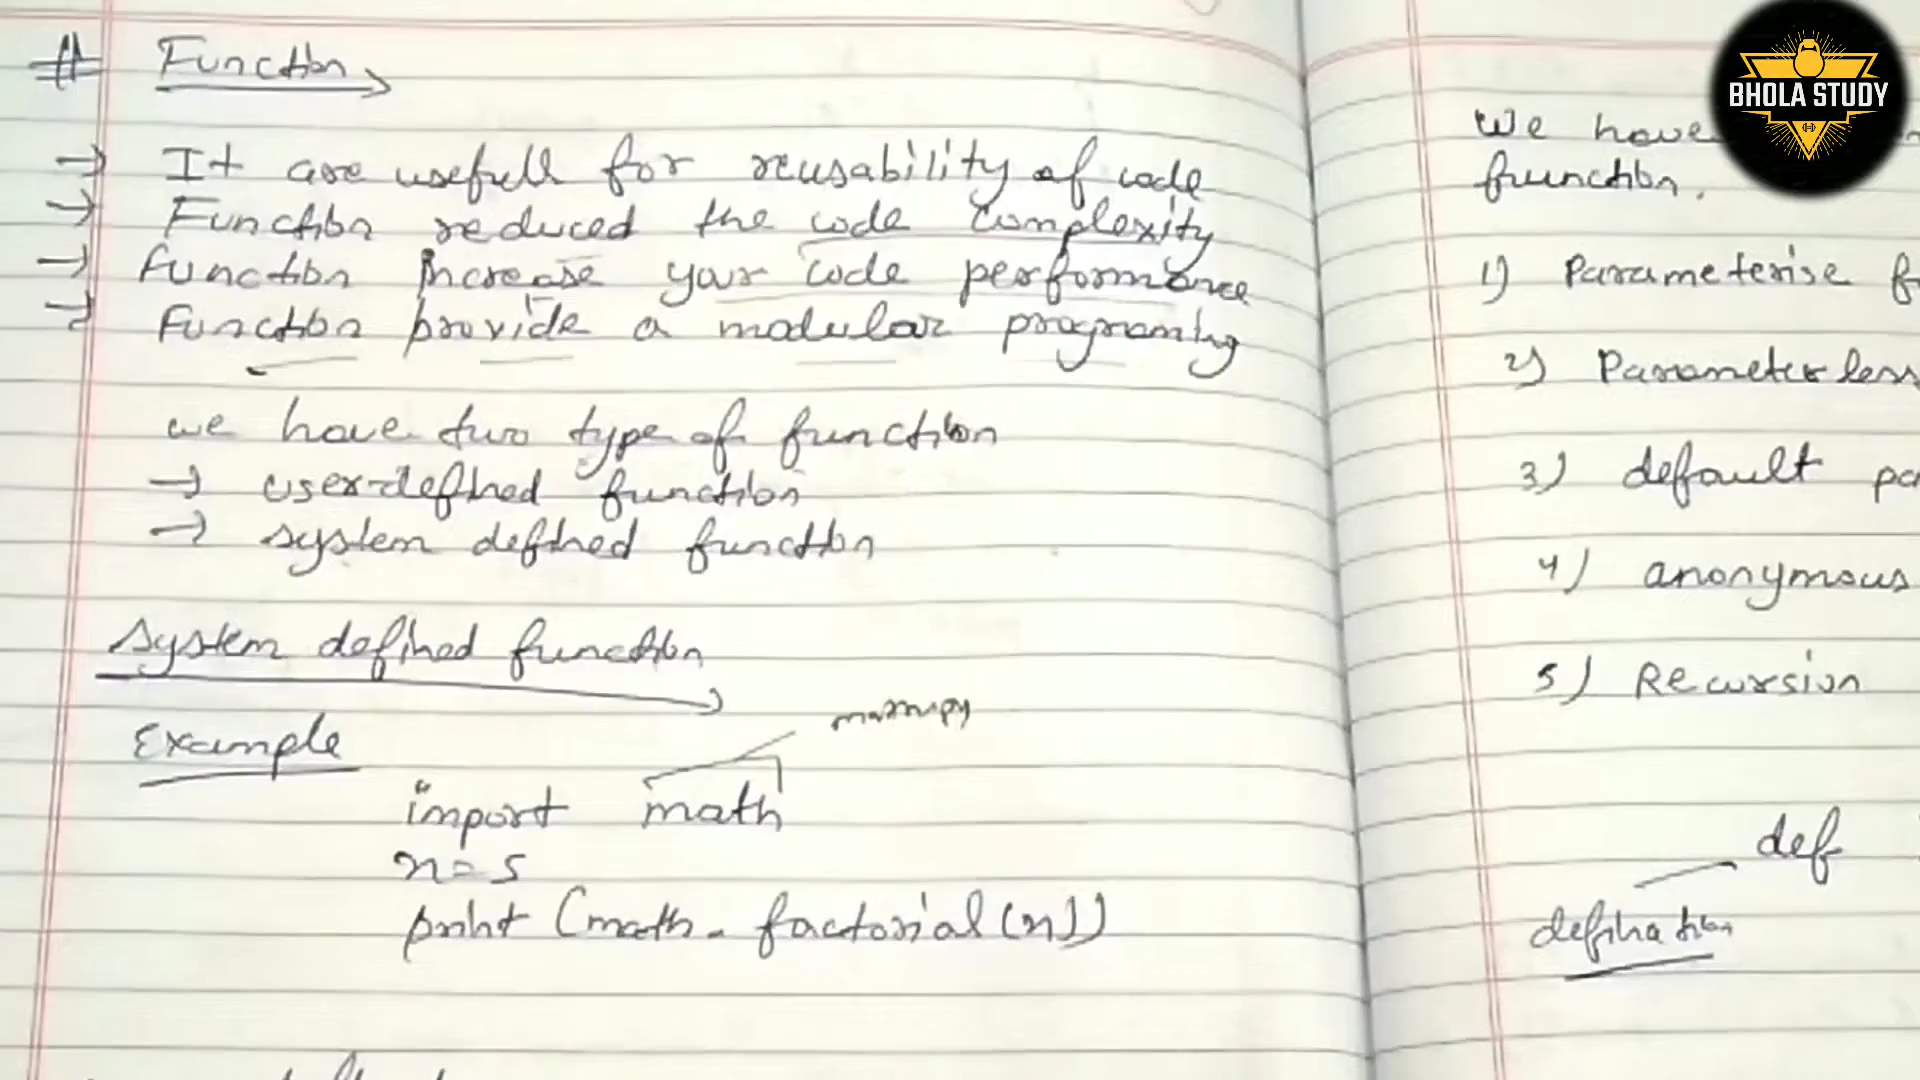 # Function
→ It are usefull for reusability of code
→ Function reduced the code complexity
→ function increase your code performance
→ Function provide a modular programing
we have two type of function
→ user-defined function
→ system defined function
System defined function
Example
import math
n=5
print (math. factorial(n))
We have
function.
1) Parameterise f
2) Parameterless
3) default pa
4) anonymous
5) Recursion
def
defination
BHOLA STUDY